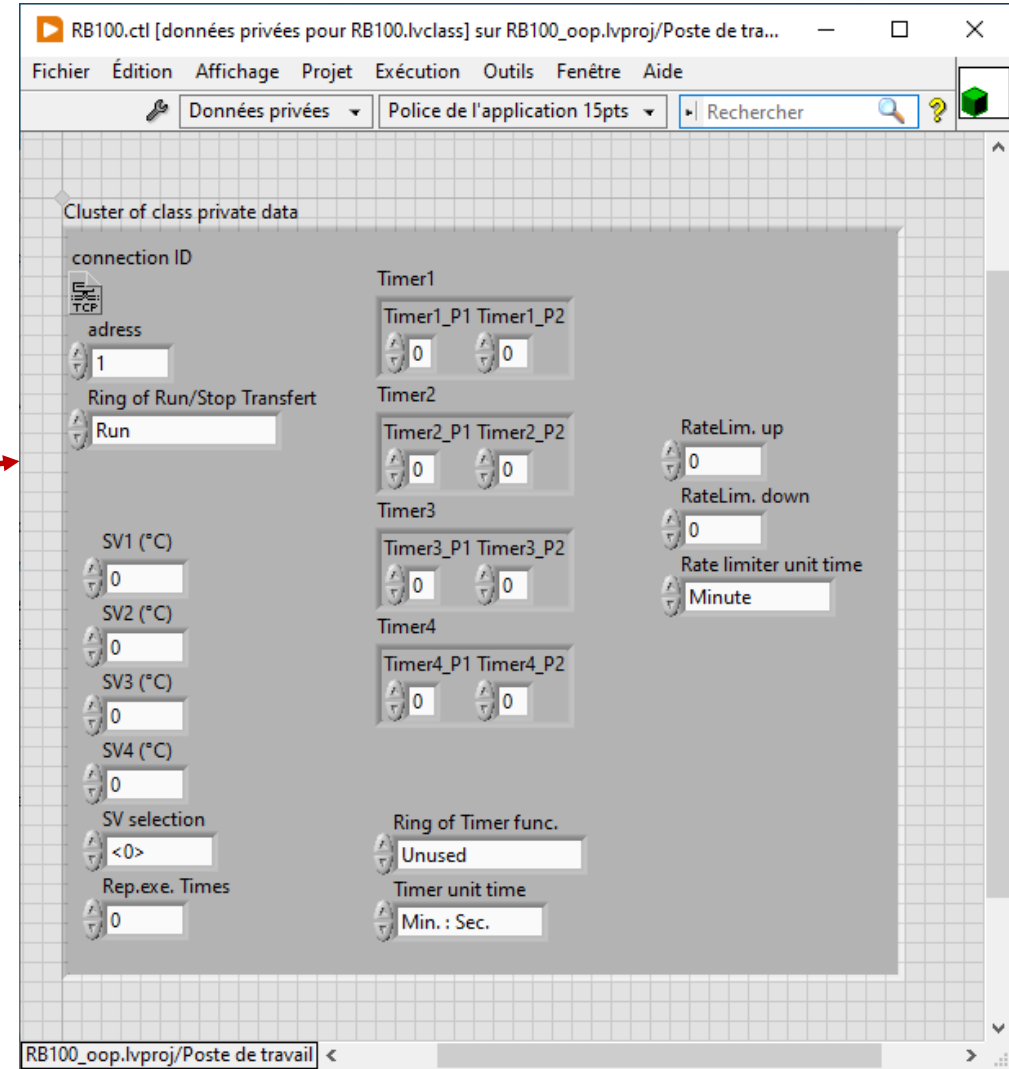 RB100.ctl [données privées pour RB100.lvclass] sur RB100_oop.lvproj/Poste de tra...
Fichier Édition Affichage Projet Exécution Outils Fenêtre Aide
Données privées Police de l'application 15pts Rechercher
Cluster of class private data
connection ID
TCP
adress
1
Ring of Run/Stop Transfert
Run
SV1 (°C)
0
SV2 (°C)
0
SV3 (°C)
0
SV4 (°C)
0
SV selection
<0>
Rep.exe. Times
0
Timer1
Timer1_P1 Timer1_P2
0 0
Timer2
Timer2_P1 Timer2_P2
0 0
Timer3
Timer3_P1 Timer3_P2
0 0
Timer4
Timer4_P1 Timer4_P2
0 0
Ring of Timer func.
Unused
Timer unit time
Min. : Sec.
RateLim. up
0
RateLim. down
0
Rate limiter unit time
Minute
RB100_oop.lvproj/Poste de travail